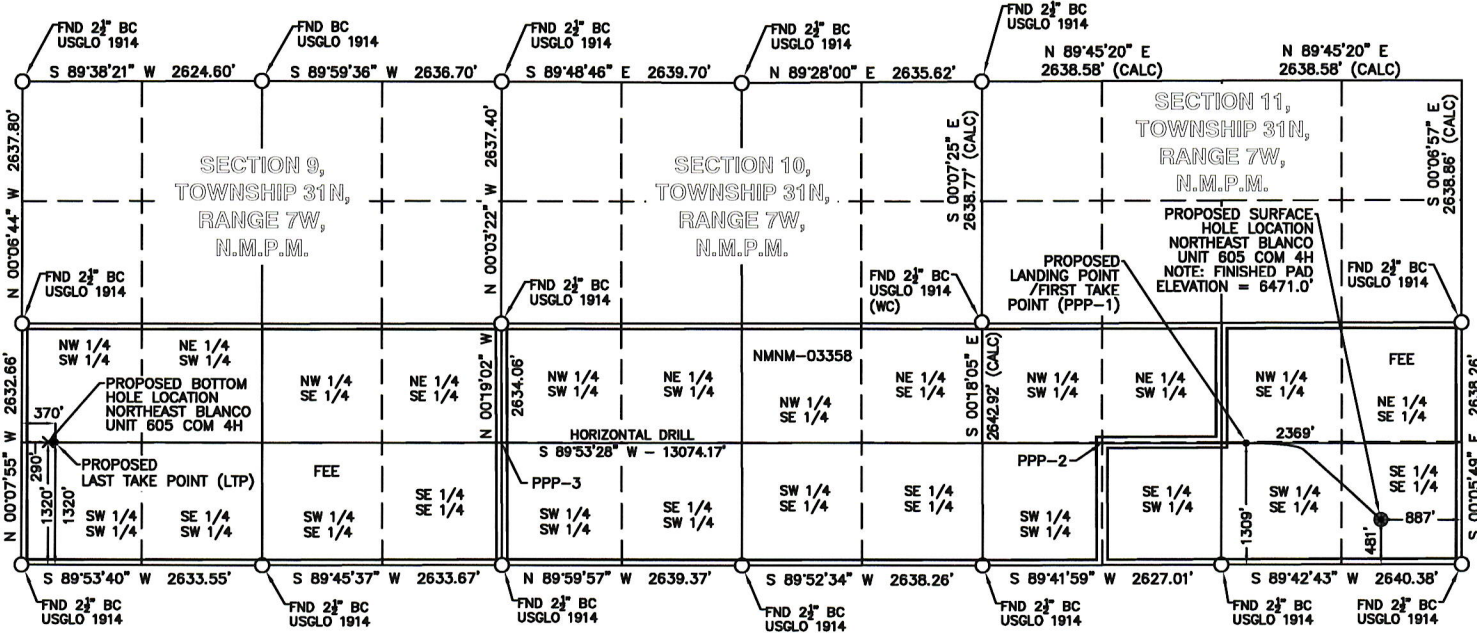 FND 2½" BC
USGLO 1914
FND BC
USGLO 1914
FND 2½" BC
USGLO 1914
FND 2½" BC
USGLO 1914
FND 2½" BC
USGLO 1914
S 89°38'21" W 2624.60'
S 89°59'36" W 2636.70'
S 89°48'46" E 2639.70'
N 89°28'00" E 2635.62'
N 89°45'20" E
2638.58' (CALC)
N 89°45'20" E
2638.58' (CALC)
N 00°06'44" W 2637.80'
SECTION 9,
TOWNSHIP 31N,
RANGE 7W,
N.M.P.M.
N 00°03'22" W 2637.40'
SECTION 10,
TOWNSHIP 31N,
RANGE 7W,
N.M.P.M.
S 00°07'25" E
2638.77' (CALC)
SECTION 11,
TOWNSHIP 31N,
RANGE 7W,
N.M.P.M.
S 00°06'57" E
2638.86' (CALC)
PROPOSED
LANDING POINT
/FIRST TAKE
POINT (PPP-1)
PROPOSED SURFACE
HOLE LOCATION
NORTHEAST BLANCO
UNIT 605 COM 4H
NOTE: FINISHED PAD
ELEVATION = 6471.0'
FND 2½" BC
USGLO 1914
FND 2½" BC
USGLO 1914
FND 2½" BC
USGLO 1914
(WC)
FND 2½" BC
USGLO 1914
N 00°07'55" W 2632.66'
NW 1/4
SW 1/4
NE 1/4
SW 1/4
NW 1/4
SE 1/4
NE 1/4
SE 1/4
N 00°19'02" W
2634.06'
NW 1/4
SW 1/4
NE 1/4
SW 1/4
NMNM-03358
NW 1/4
SE 1/4
NE 1/4
SE 1/4
S 00°18'05" E
2642.92' (CALC)
NW 1/4
SW 1/4
NE 1/4
SW 1/4
NW 1/4
SE 1/4
FEE
NE 1/4
SE 1/4
S 00°05'49" E 2638.26'
PROPOSED BOTTOM
HOLE LOCATION
NORTHEAST BLANCO
UNIT 605 COM 4H
370'
290'
1320'
1320'
PROPOSED
LAST TAKE POINT (LTP)
HORIZONTAL DRILL
S 89°53'28" W - 13074.17'
2369'
FEE
PPP-3
PPP-2
SW 1/4
SW 1/4
SE 1/4
SW 1/4
SW 1/4
SE 1/4
SE 1/4
SE 1/4
SW 1/4
SW 1/4
SE 1/4
SW 1/4
SW 1/4
SE 1/4
SE 1/4
SE 1/4
SW 1/4
SW 1/4
SE 1/4
SW 1/4
1309'
SW 1/4
SE 1/4
481'
SE 1/4
SE 1/4
887'
S 89°53'40" W 2633.55'
S 89°45'37" W 2633.67'
N 89°59'57" W 2639.37'
S 89°52'34" W 2638.26'
S 89°41'59" W 2627.01'
S 89°42'43" W 2640.38'
FND 2½" BC
USGLO 1914
FND 2½" BC
USGLO 1914
FND 2½" BC
USGLO 1914
FND 2½" BC
USGLO 1914
FND 2½" BC
USGLO 1914
FND 2½" BC
USGLO 1914
FND 2½" BC
USGLO 1914